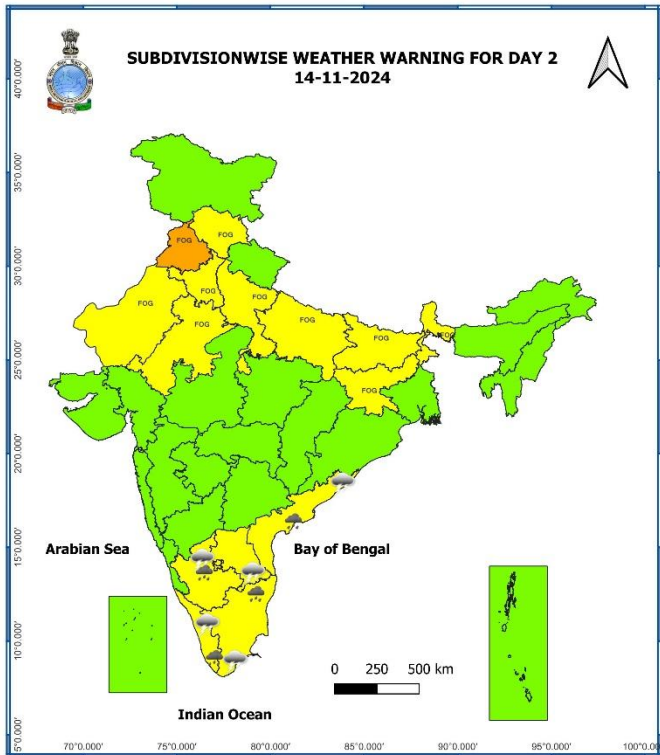 SUBDIVISIONWISE WEATHER WARNING FOR DAY 2
14-11-2024
40°0.000'
35°0.000'
30°0.000'
25°0.000'
20°0.000'
15°0.000'
10°0.000'
5°0.000'
FOG
FOG
FOG
FOG
FOG
FOG
FOG
FOG
FOG
FOG
Arabian Sea
Bay of Bengal
0 250 500 km
Indian Ocean
70°0.000' 75°0.000' 80°0.000' 85°0.000' 90°0.000' 95°0.000' 100°0.000'